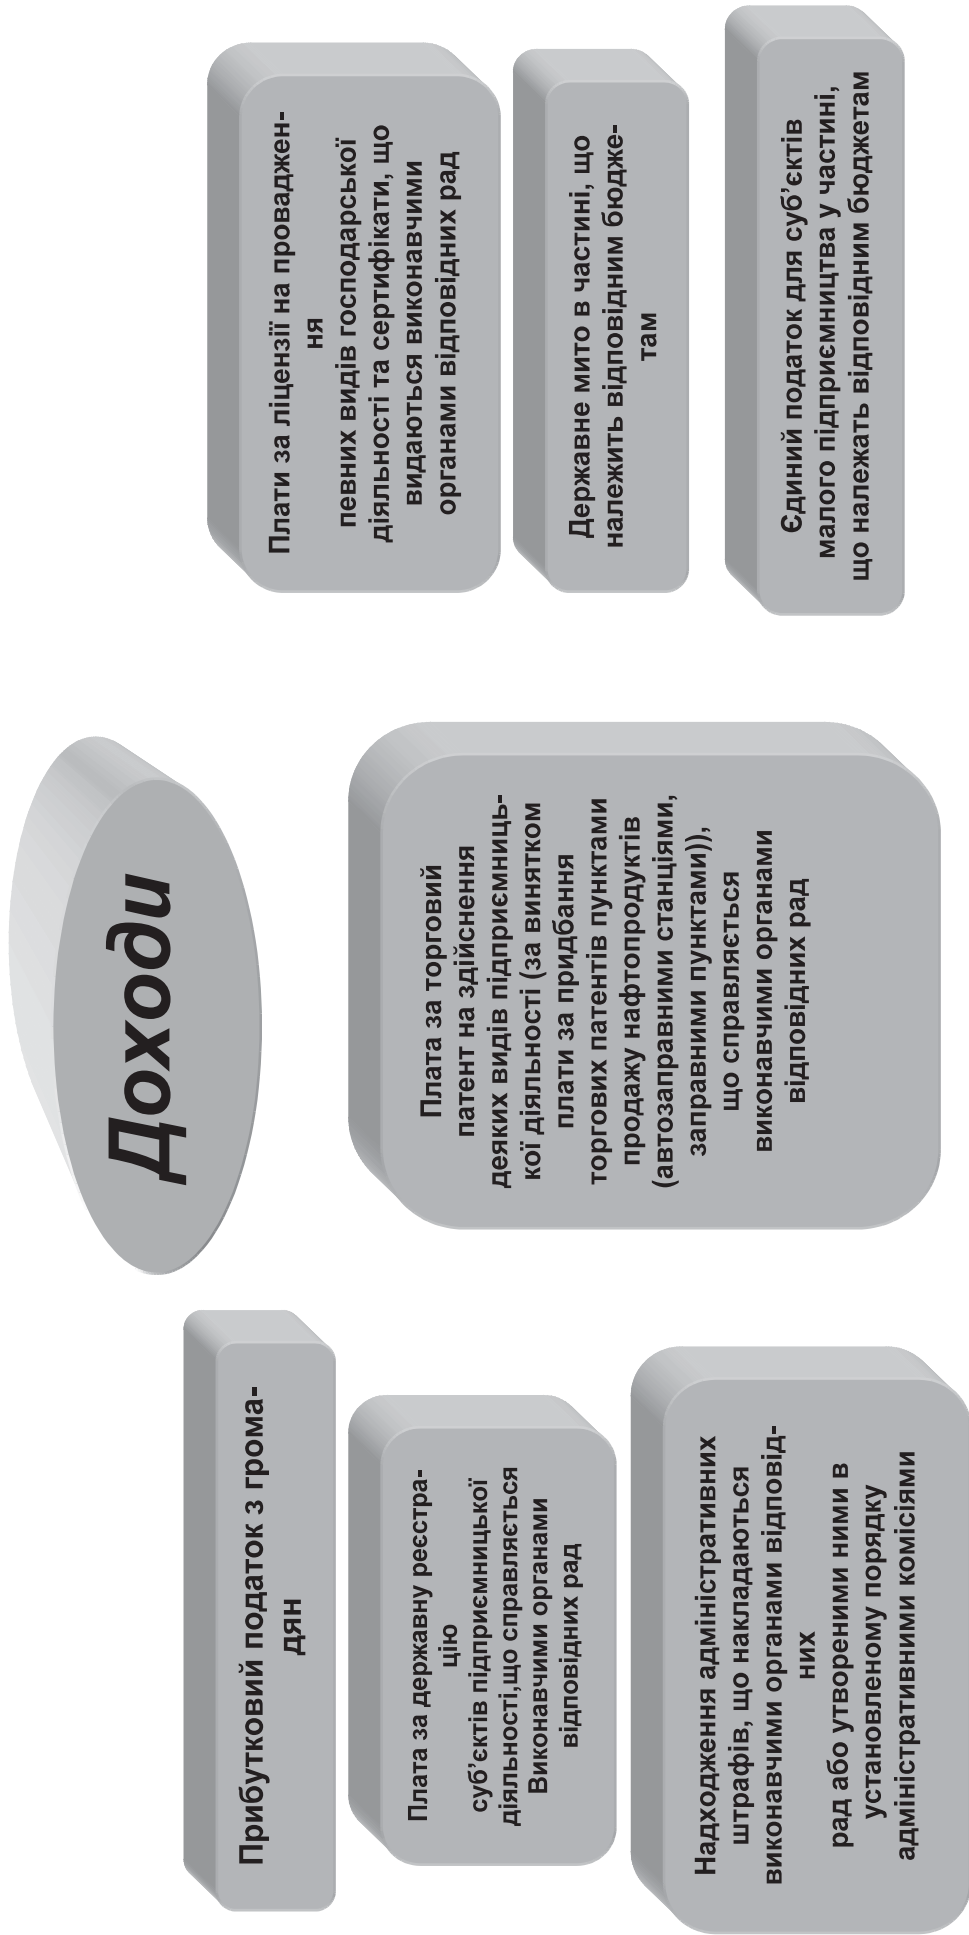 Доходи
Прибутковий податок з грома-
дян
Плата за державну реєстра-
цію
суб’єктів підприємницької
діяльності,що справляється
Виконавчими органами
відповідних рад
Надходження адміністративних
штрафів, що накладаються
виконавчими органами відповід-
них
рад або утвореними ними в
установленому порядку
адміністративними комісіями
Плата за торговий
патент на здійснення
деяких видів підприємниць-
кої діяльності (за винятком
плати за придбання
торгових патентів пунктами
продажу нафтопродуктів
(автозаправними станціями,
заправними пунктами)),
що справляється
виконавчими органами
відповідних рад
Плати за ліцензії на проваджен-
ня
певних видів господарської
діяльності та сертифікати, що
видаються виконавчими
органами відповідних рад
Державне мито в частині, що
належить відповідним бюдже-
там
Єдиний податок для суб’єктів
малого підприємництва у частині,
що належать відповідним бюджетам